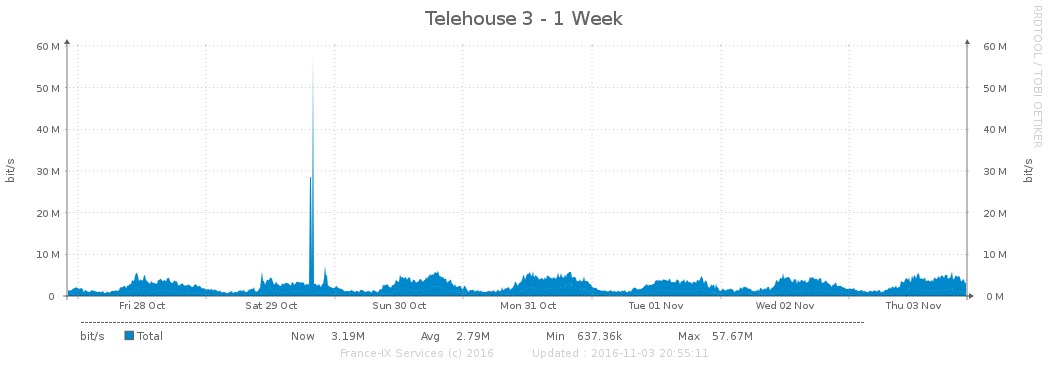 Telehouse 3 - 1 Week
RRDTOOL / TOBI OETIKER
60 M 60 M
50 M 50 M
40 M 40 M
30 M 30 M
20 M 20 M
10 M 10 M
0 0 M
bit/s bit/s
Fri 28 Oct Sat 29 Oct Sun 30 Oct Mon 31 Oct Tue 01 Nov Wed 02 Nov Thu 03 Nov
bit/s Total Now 3.19M Avg 2.79M Min 637.36k Max 57.67M
France-IX Services (c) 2016 Updated : 2016-11-03 20:55:11